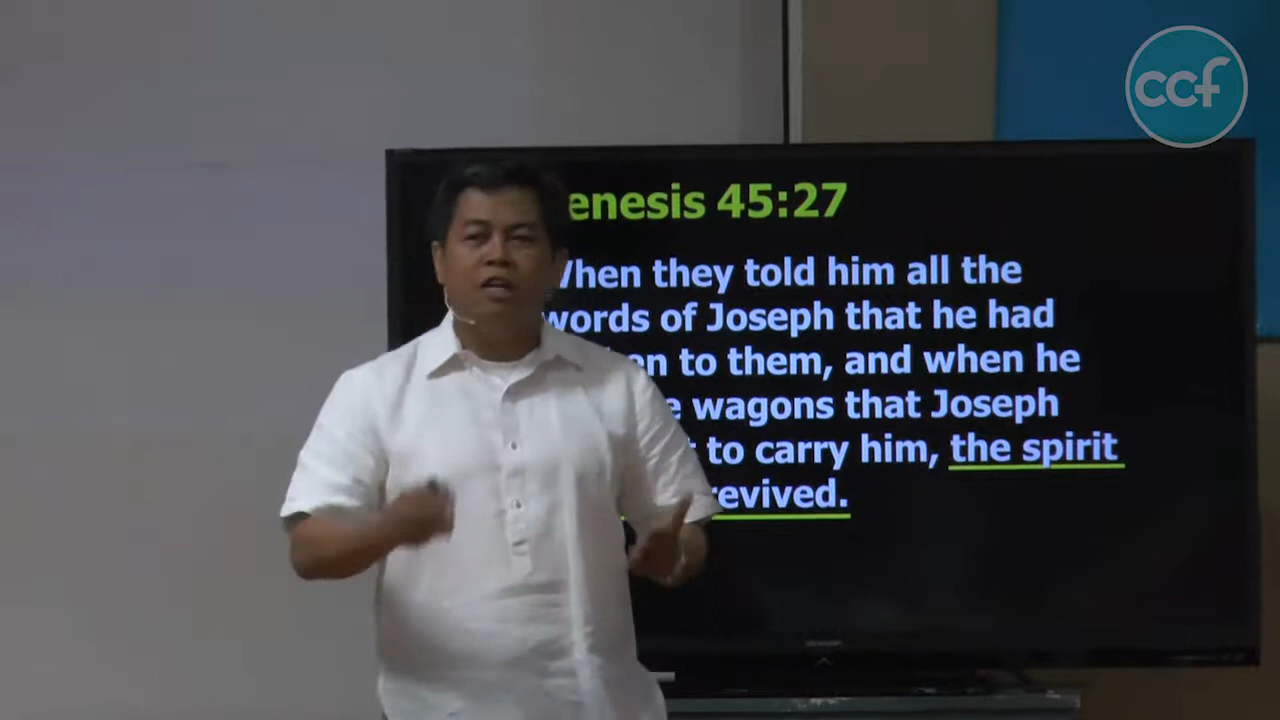 ccf
enesis 45:27
When they told him all the
words of Joseph that he had
en to them, and when he
e wagons that Joseph
t to carry him, the spirit
revived.